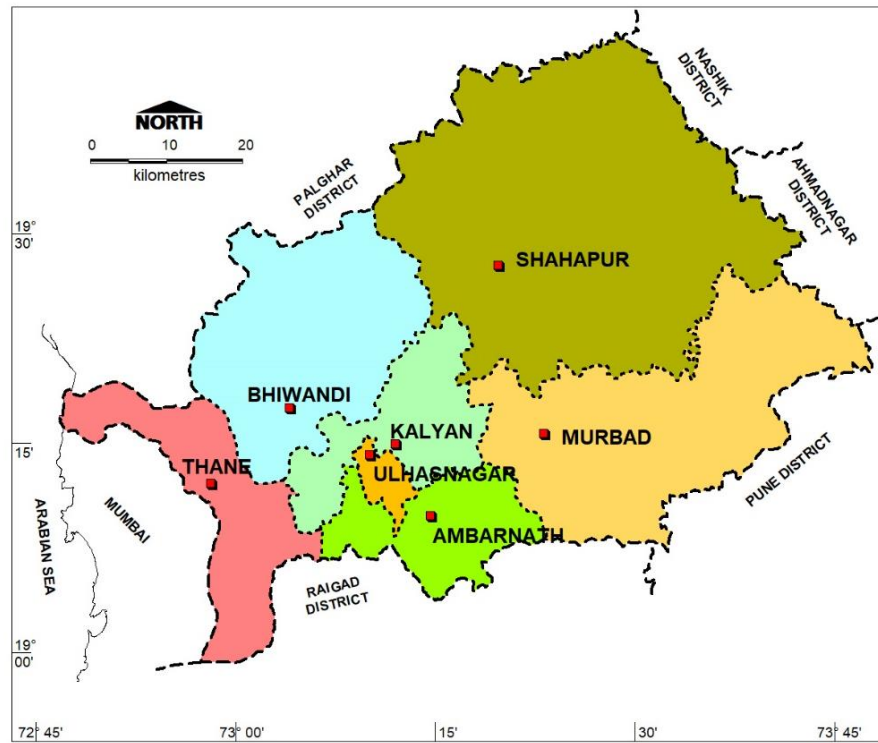 NASHIK
DISTRICT
NORTH
0 10 20
kilometres
AHMADNAGAR
DISTRICT
PALGHAR
DISTRICT
19°
30'
SHAHAPUR
BHIWANDI
KALYAN
MURBAD
15'
THANE
ULHASNAGAR
PUNE DISTRICT
MUMBAI
ARABIAN SEA
AMBARNATH
RAIGAD
DISTRICT
19°
00'
72° 45' 73° 00' 15' 30' 73° 45'